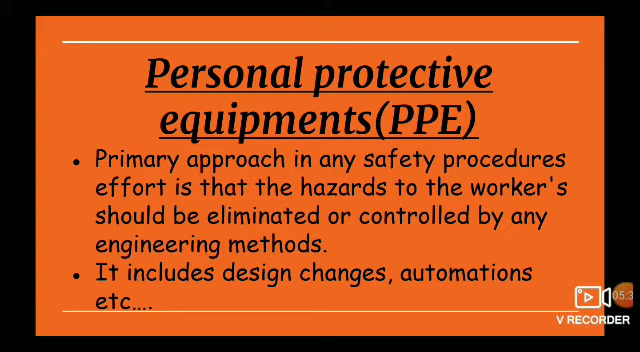 Personal protective
equipments(PPE)
• Primary approach in any safety procedures
effort is that the hazards to the worker's
should be eliminated or controlled by any
engineering methods.
• It includes design changes, automations
etc....
V RECORDER